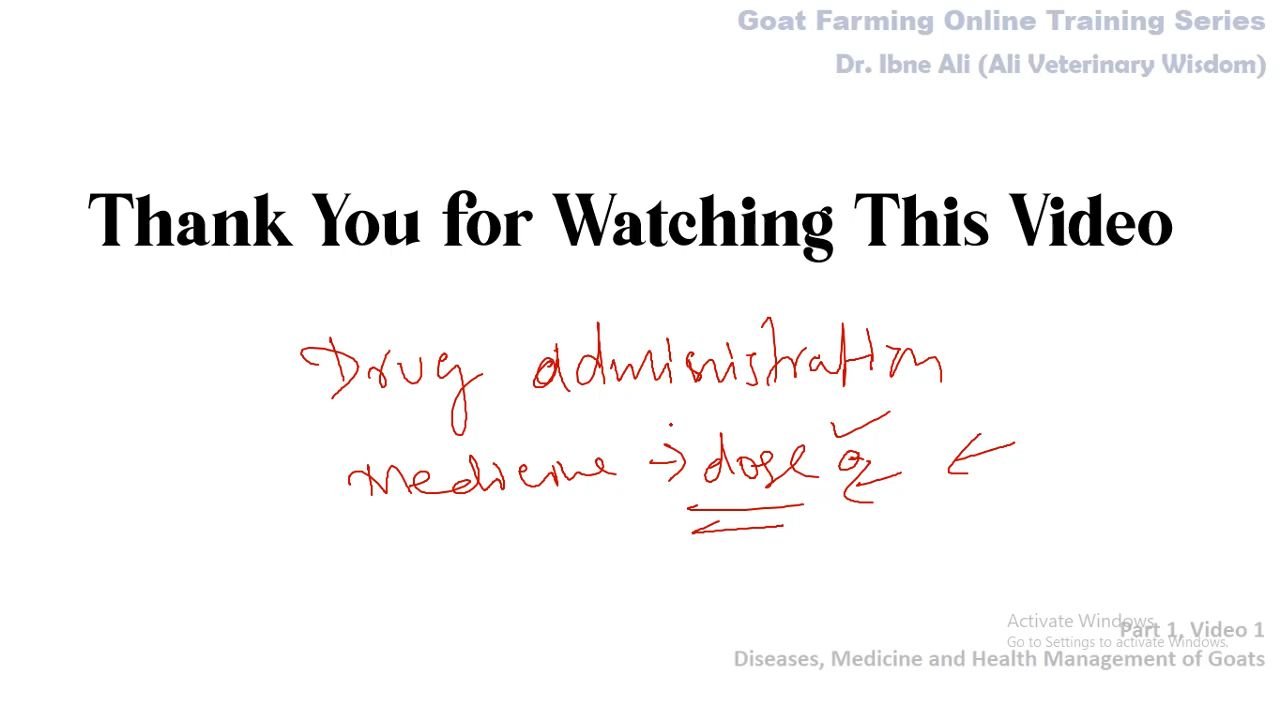 Goat Farming Online Training Series
Dr. Ibne Ali (Ali Veterinary Wisdom)
Thank You for Watching This Video
Drug administration
Medicine → dose
Activate Windows
Part 1, Video 1
Go to Settings to activate Windows.
Diseases, Medicine and Health Management of Goats